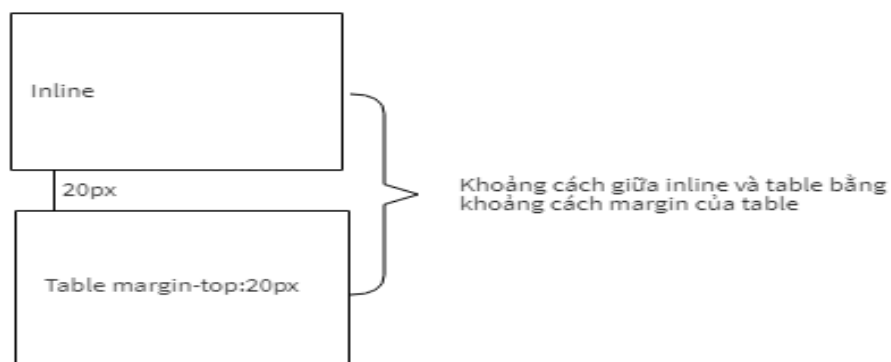 Inline
20px
Khoảng cách giữa inline và table bằng
khoảng cách margin của table
Table margin-top:20px